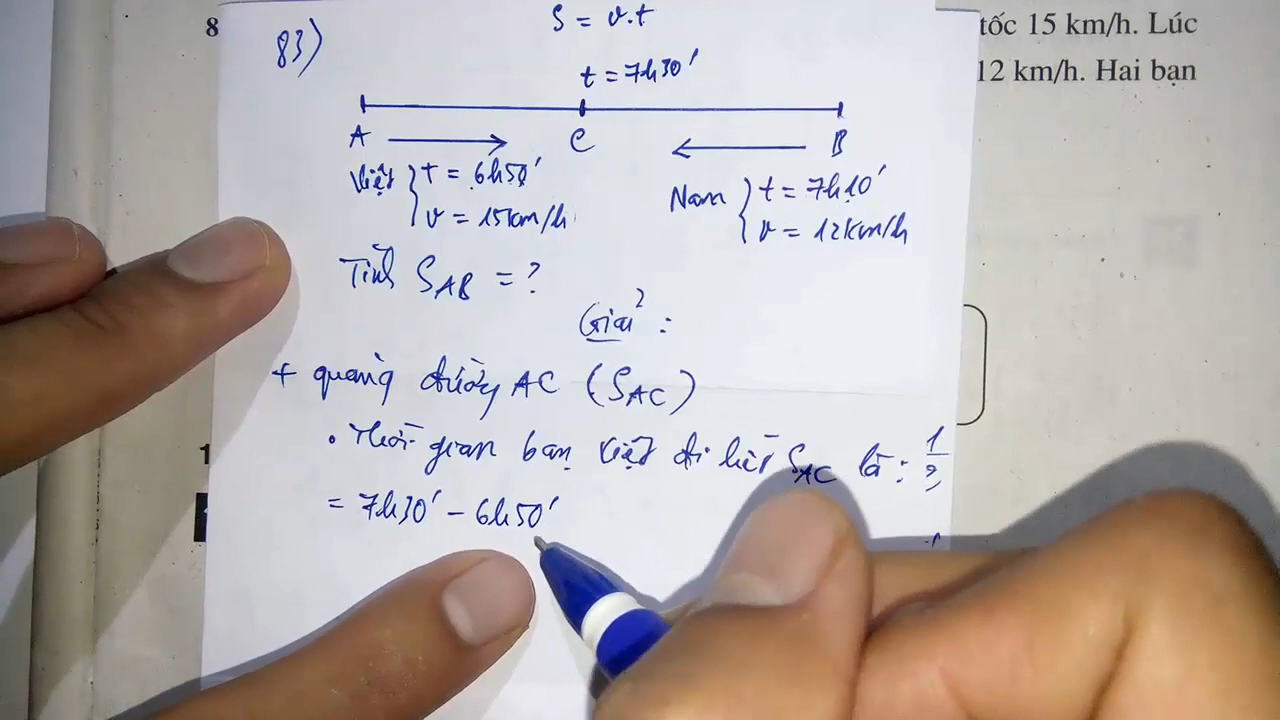 8
tốc 15 km/h. Lúc
12 km/h. Hai bạn
83)
S = v.t
t = 7h30'
A C B
Việt { t = 6h50'
v = 15km/h
Nam { t = 7h10'
v = 12km/h
Tính S_AB = ?
Giải :
+ quãng đường AC (S_AC)
. Thời gian bạn Việt đi hết S_AC là :
= 7h30' - 6h50'